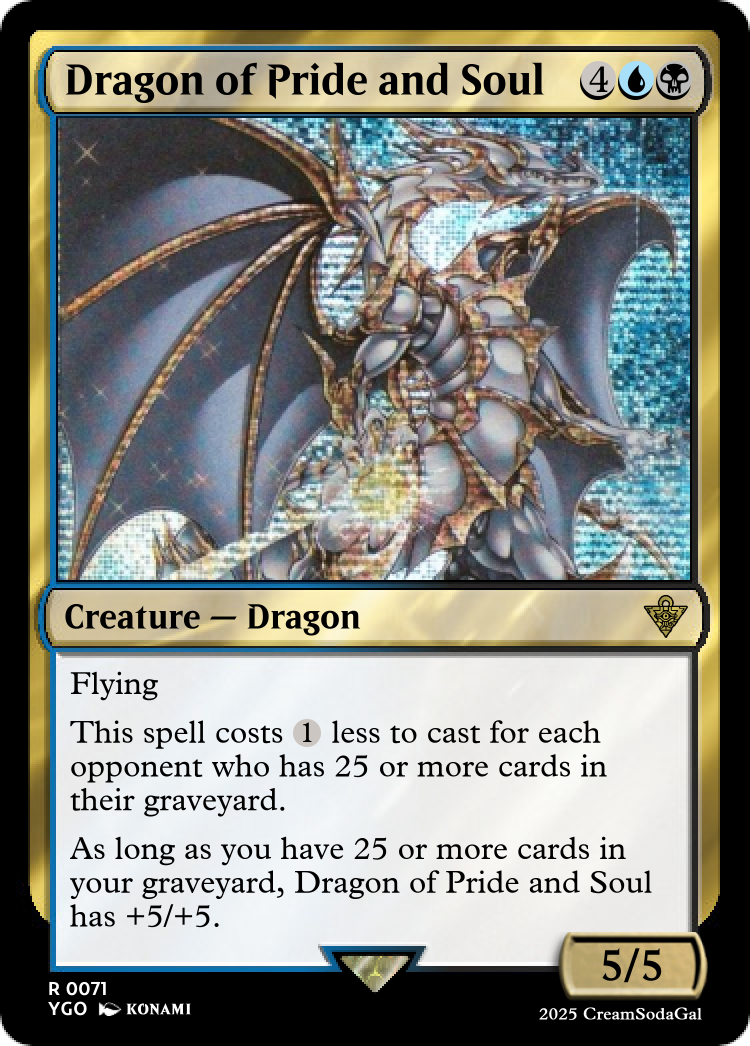 Dragon of Pride and Soul 4
Creature — Dragon
Flying
This spell costs 1 less to cast for each
opponent who has 25 or more cards in
their graveyard.
As long as you have 25 or more cards in
your graveyard, Dragon of Pride and Soul
has +5/+5.
5/5
R 0071
YGO KONAMI
2025 CreamSodaGal